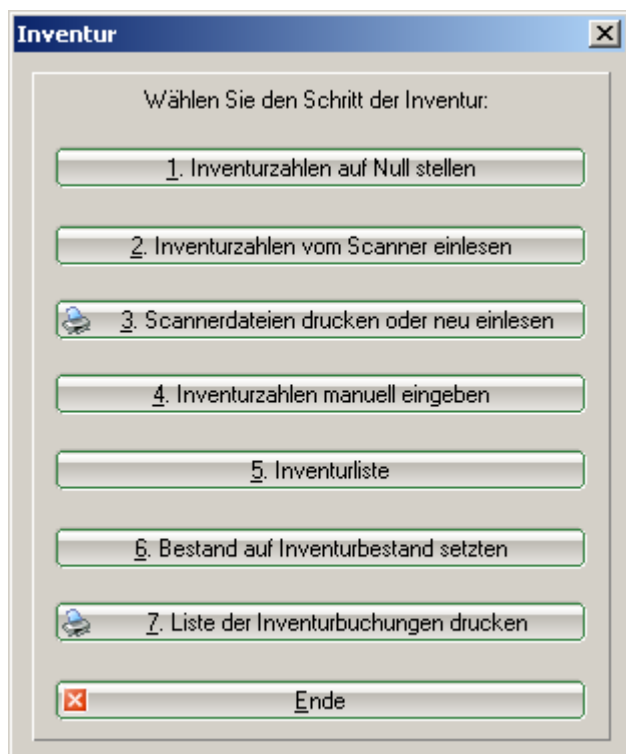 Inventur
Wählen Sie den Schritt der Inventur:
1. Inventurzahlen auf Null stellen
2. Inventurzahlen vom Scanner einlesen
3. Scannerdateien drucken oder neu einlesen
4. Inventurzahlen manuell eingeben
5. Inventurliste
6. Bestand auf Inventurbestand setzten
7. Liste der Inventurbuchungen drucken
Ende